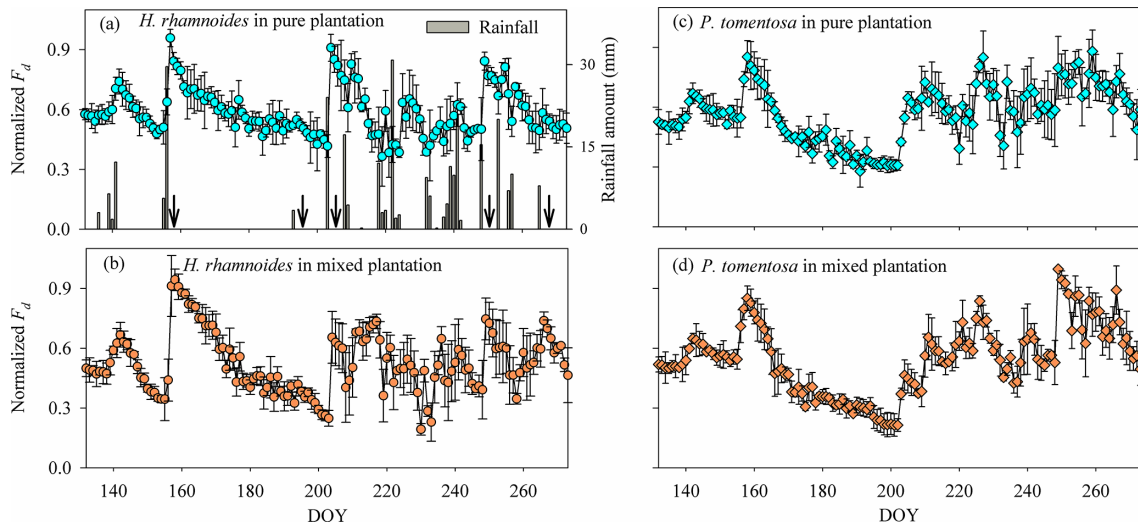 (a) H. rhamnoides in pure plantation
Rainfall
0.9
0.6
0.3
0.0
Normalized Fd
30
15
0
Rainfall amount (mm)
(c) P. tomentosa in pure plantation
(b) H. rhamnoides in mixed plantation
0.9
0.6
0.3
0.0
Normalized Fd
140 160 180 200 220 240 260
DOY
(d) P. tomentosa in mixed plantation
140 160 180 200 220 240 260
DOY